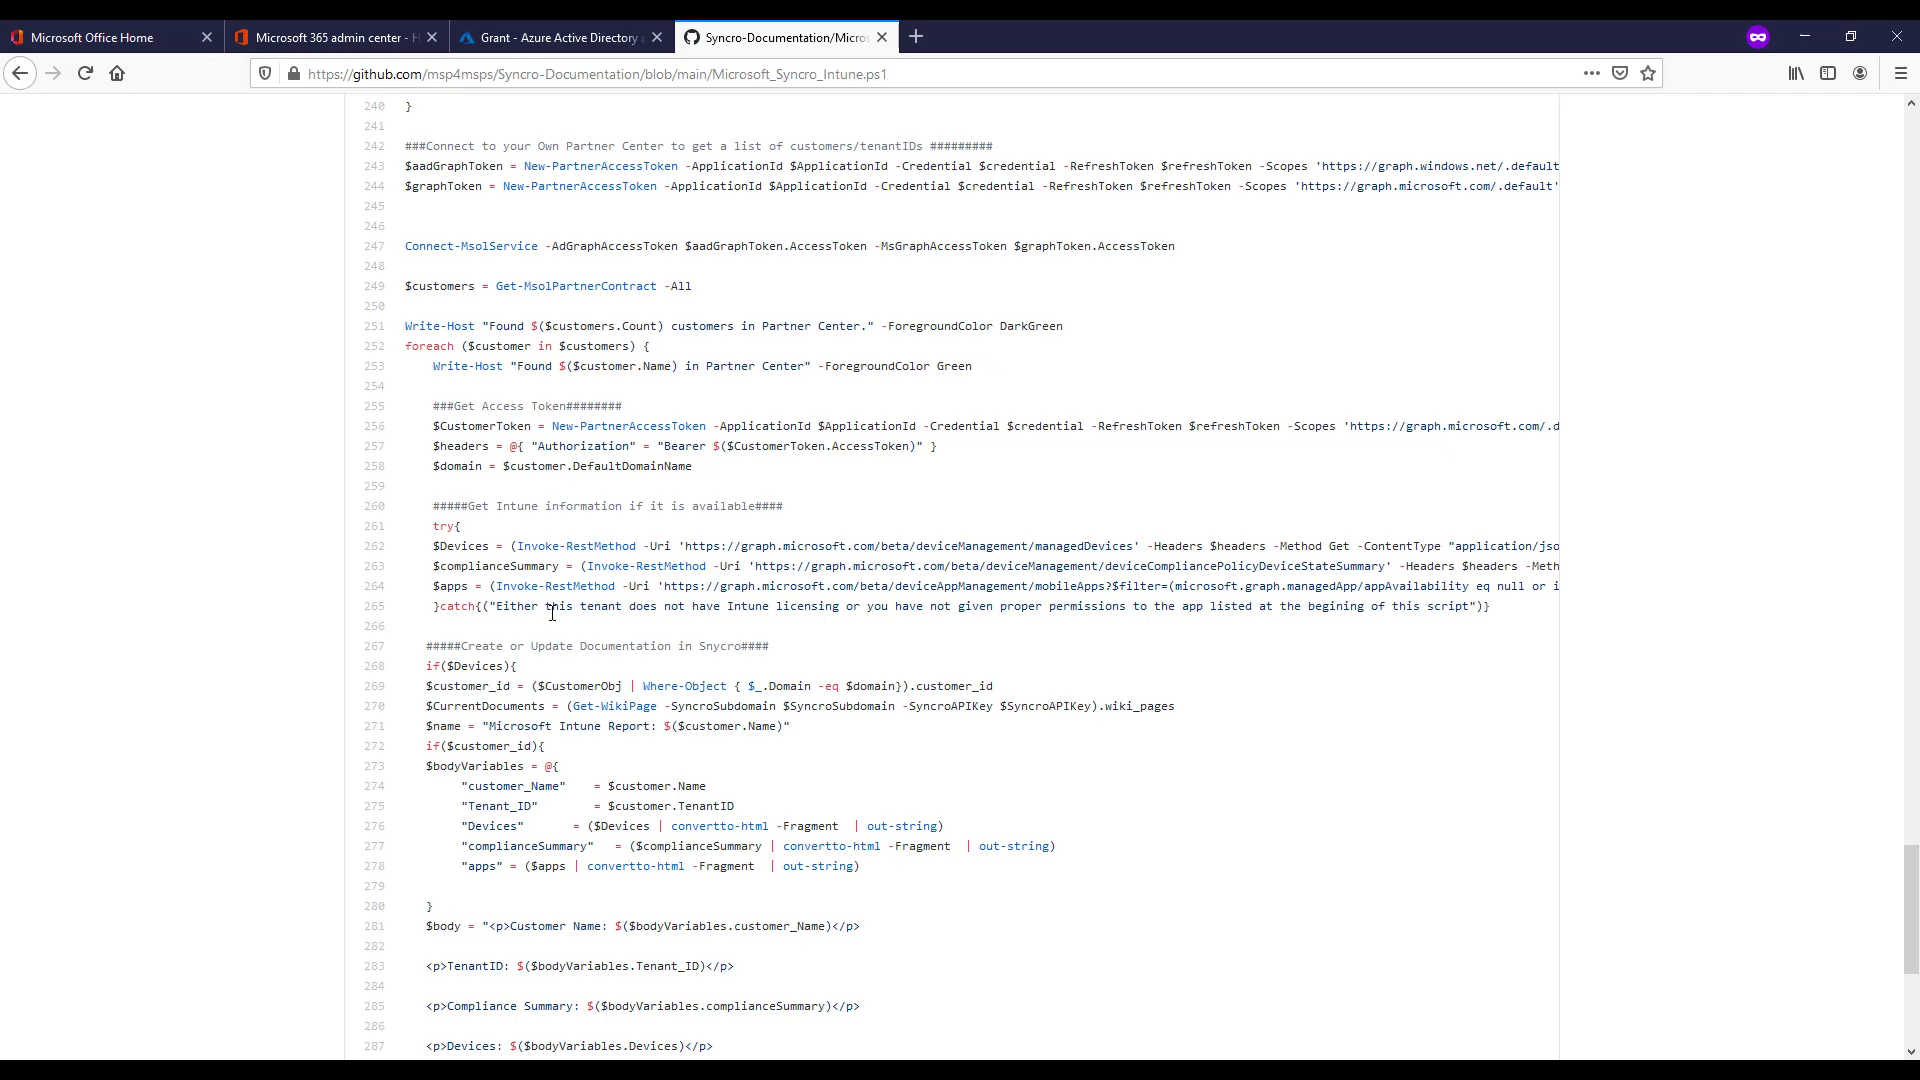 Microsoft Office Home
Microsoft 365 admin center - H
Grant - Azure Active Directory a
Syncro-Documentation/Micros
https://github.com/msp4msps/Syncro-Documentation/blob/main/Microsoft_Syncro_Intune.ps1
240 }
241
242 ###Connect to your Own Partner Center to get a list of customers/tenantIDs #########
243 $aadGraphToken = New-PartnerAccessToken -ApplicationId $ApplicationId -Credential $credential -RefreshToken $refreshToken -Scopes 'https://graph.windows.net/.default
244 $graphToken = New-PartnerAccessToken -ApplicationId $ApplicationId -Credential $credential -RefreshToken $refreshToken -Scopes 'https://graph.microsoft.com/.default'
245
246
247 Connect-MsolService -AdGraphAccessToken $aadGraphToken.AccessToken -MsGraphAccessToken $graphToken.AccessToken
248
249 $customers = Get-MsolPartnerContract -All
250
251 Write-Host "Found $($customers.Count) customers in Partner Center." -ForegroundColor DarkGreen
252 foreach ($customer in $customers) {
253 Write-Host "Found $($customer.Name) in Partner Center" -ForegroundColor Green
254
255 ###Get Access Token########
256 $CustomerToken = New-PartnerAccessToken -ApplicationId $ApplicationId -Credential $credential -RefreshToken $refreshToken -Scopes 'https://graph.microsoft.com/.d
257 $headers = @{ "Authorization" = "Bearer $($CustomerToken.AccessToken)" }
258 $domain = $customer.DefaultDomainName
259
260 #####Get Intune information if it is available####
261 try{
262 $Devices = (Invoke-RestMethod -Uri 'https://graph.microsoft.com/beta/deviceManagement/managedDevices' -Headers $headers -Method Get -ContentType "application/jso
263 $complianceSummary = (Invoke-RestMethod -Uri 'https://graph.microsoft.com/beta/deviceManagement/deviceCompliancePolicyDeviceStateSummary' -Headers $headers -Meth
264 $apps = (Invoke-RestMethod -Uri 'https://graph.microsoft.com/beta/deviceAppManagement/mobileApps?$filter=(microsoft.graph.managedApp/appAvailability eq null or i
265 }catch{("Either this tenant does not have Intune licensing or you have not given proper permissions to the app listed at the begining of this script")}
266
267 #####Create or Update Documentation in Snycro####
268 if($Devices){
269 $customer_id = ($CustomerObj | Where-Object { $_.Domain -eq $domain}).customer_id
270 $CurrentDocuments = (Get-WikiPage -SyncroSubdomain $SyncroSubdomain -SyncroAPIKey $SyncroAPIKey).wiki_pages
271 $name = "Microsoft Intune Report: $($customer.Name)"
272 if($customer_id){
273 $bodyVariables = @{
274 "customer_Name" = $customer.Name
275 "Tenant_ID" = $customer.TenantID
276 "Devices" = ($Devices | convertto-html -Fragment | out-string)
277 "complianceSummary" = ($complianceSummary | convertto-html -Fragment | out-string)
278 "apps" = ($apps | convertto-html -Fragment | out-string)
279
280 }
281 $body = "<p>Customer Name: $($bodyVariables.customer_Name)</p>
282
283 <p>TenantID: $($bodyVariables.Tenant_ID)</p>
284
285 <p>Compliance Summary: $($bodyVariables.complianceSummary)</p>
286
287 <p>Devices: $($bodyVariables.Devices)</p>